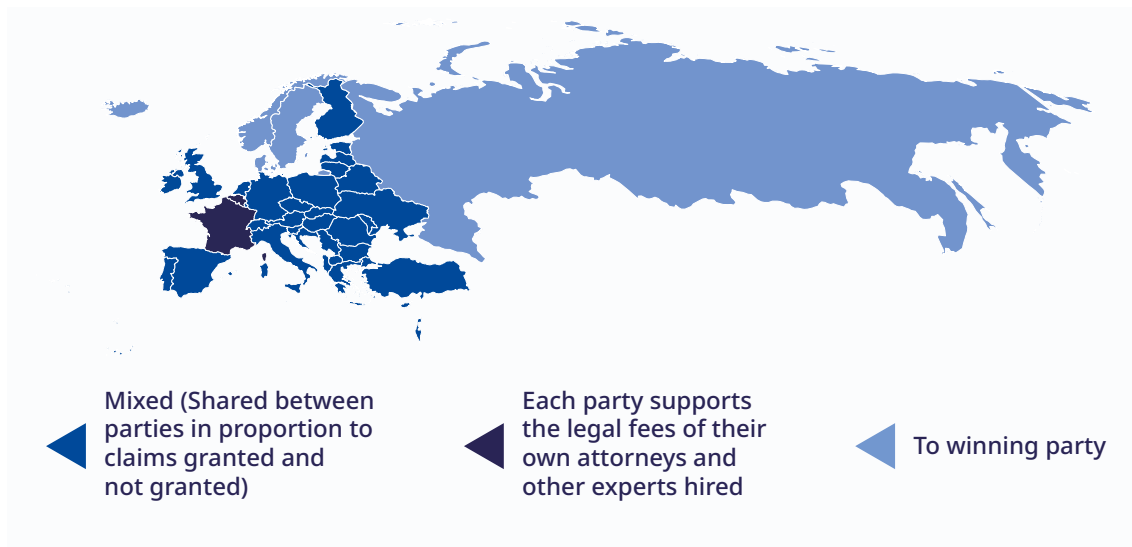 Mixed (Shared between
parties in proportion to
claims granted and
not granted)
Each party supports
the legal fees of their
own attorneys and
other experts hired
To winning party